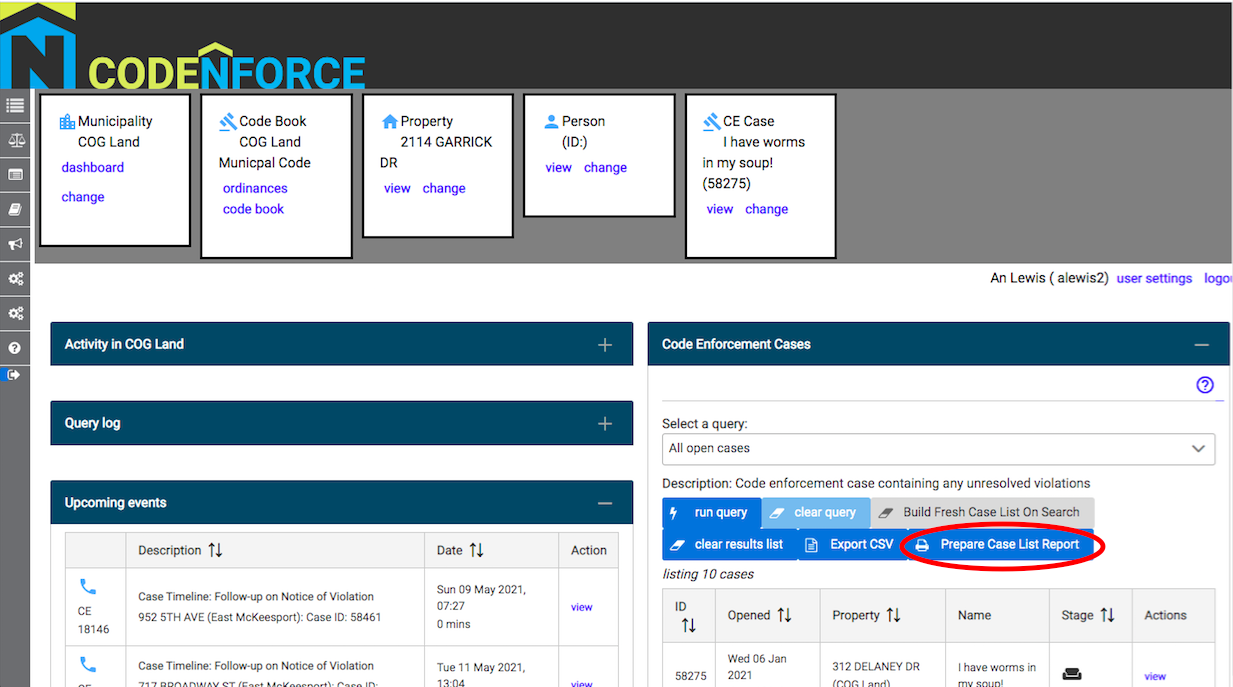 CODENFORCE
Municipality
COG Land
dashboard
change
Code Book
COG Land
Municpal Code
ordinances
code book
Property
2114 GARRICK
DR
view change
Person
(ID:)
view change
CE Case
I have worms
in my soup!
(58275)
view change
An Lewis ( alewis2) user settings logou
Activity in COG Land
Query log
Upcoming events
Description Date Action
CE
18146
Case Timeline: Follow-up on Notice of Violation
952 5TH AVE (East McKeesport): Case ID: 58461
Sun 09 May 2021,
07:27
0 mins
view
CE
Case Timeline: Follow-up on Notice of Violation
717 BROADWAY ST (East McKeesport): Case ID:
Tue 11 May 2021,
13:04
view
Code Enforcement Cases
Select a query:
All open cases
Description: Code enforcement case containing any unresolved violations
run query clear query Build Fresh Case List On Search
clear results list Export CSV Prepare Case List Report
listing 10 cases
ID Opened Property Name Stage Actions
58275
Wed 06 Jan
2021
312 DELANEY DR
(COG Land)
I have worms in
my soup!
view